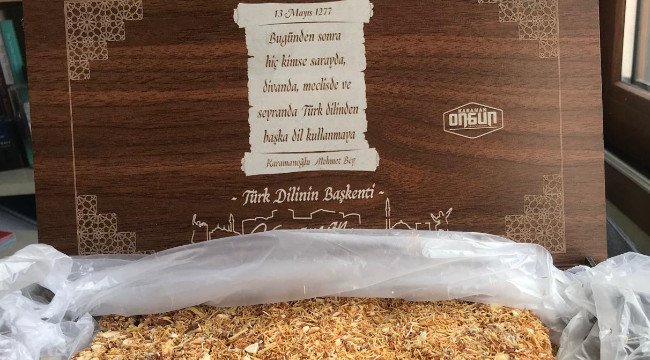 13 Mayıs 1277
Bugünden sonra
hiç kimse sarayda,
divanda, meclisde ve
seyranda Türk dilinden
başka dil kullanmaya
Karamanoğlu Mehmet Bey
KARAMAN
ONGUN
- Türk Dilinin Başkenti -
Karaman